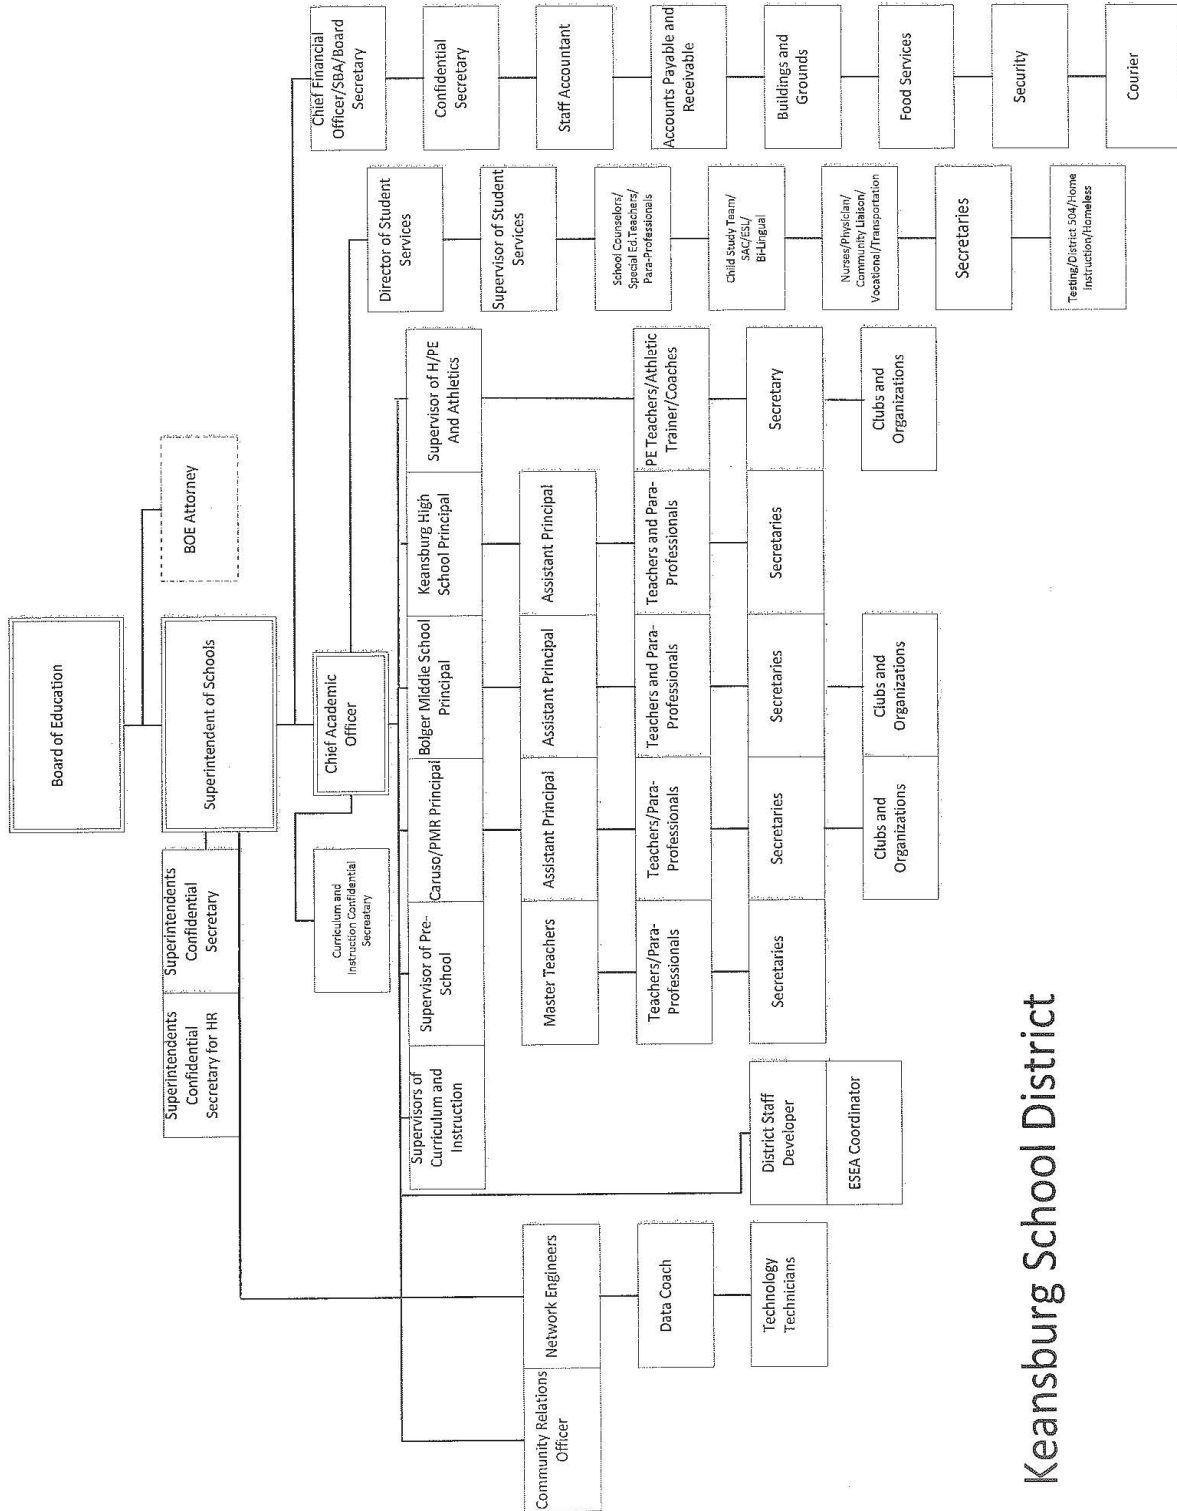 Board of Education
BOE Attorney
Superintendent of Schools
Superintendents
Confidential
Secretary
Superintendents
Confidential
Secretary for HR
Chief Academic
Officer
Curriculum and
Instruction Confidential
Secreatary
Chief Financial
Officer/SBA/Board
Secretary
Confidential
Secretary
Staff Accountant
Accounts Payable and
Receivable
Buildings and
Grounds
Food Services
Security
Courier
Director of Student
Services
Supervisor of Student
Services
School Counselors/
Special Ed.Teachers/
Para-Professionals
Child Study Team/
SAC/ESL/
Bi-Lingual
Nurses/Physician/
Community Liaison/
Vocational/Transportation
Secretaries
Testing/District 504/Home
Instruction/Homeless
Supervisors of
Curriculum and
Instruction
Supervisor of Pre-
School
Caruso/PMR Principal
Bolger Middle School
Principal
Keansburg High
School Principal
Supervisor of H/PE
And Athletics
Master Teachers
Assistant Principal
Assistant Principal
Assistant Principal
Teachers/Para-
Professionals
Teachers/Para-
Professionals
Teachers and Para-
Professionals
Teachers and Para-
Professionals
PE Teachers/Athletic
Trainer/Coaches
Secretaries
Secretaries
Secretaries
Secretaries
Secretary
Clubs and
Organizations
Clubs and
Organizations
Clubs and
Organizations
Community Relations
Officer
Network Engineers
Data Coach
Technology
Technicians
District Staff
Developer
ESEA Coordinator
Keansburg School District